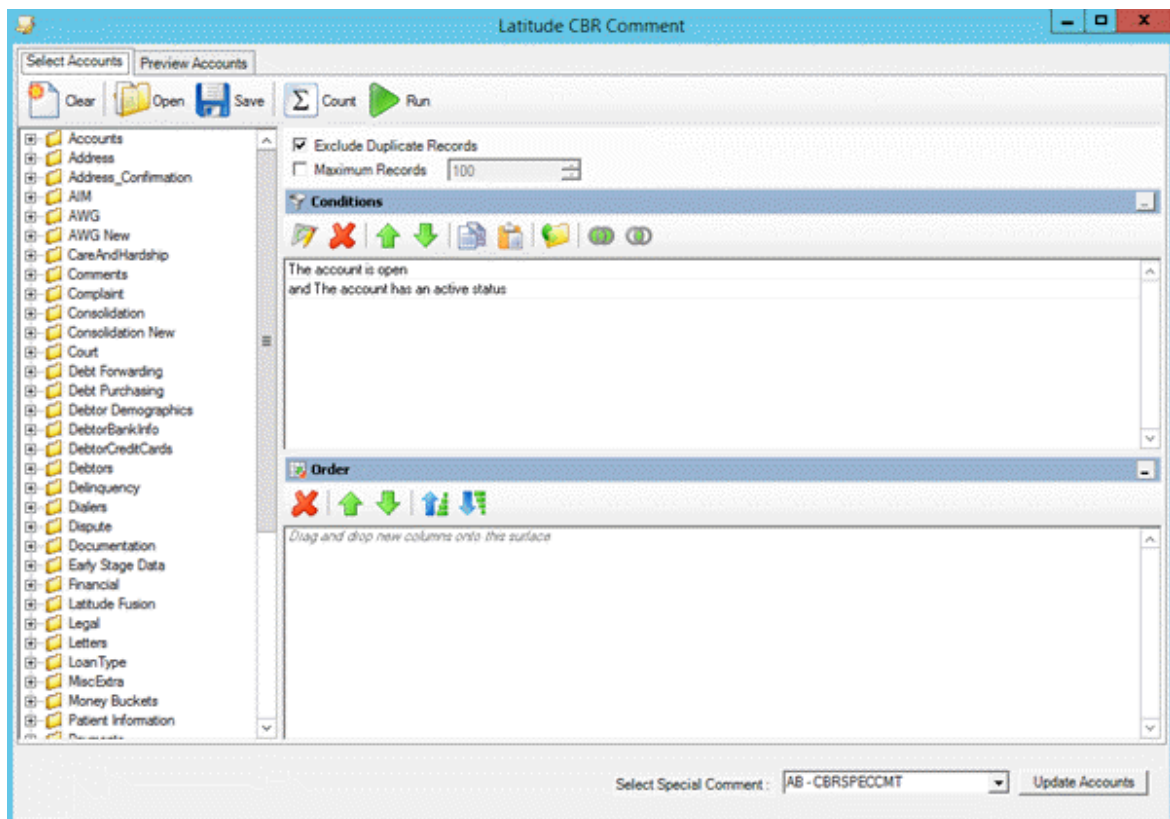 Latitude CBR Comment
Select Accounts Preview Accounts
Clear Open Save Σ Count Run
Accounts
Address
Address_Confirmation
AIM
AWG
AWG New
CareAndHardship
Comments
Complaint
Consolidation
Consolidation New
Court
Debt Forwarding
Debt Purchasing
Debtor Demographics
DebtorBankInfo
DebtorCreditCards
Debtors
Delinquency
Dialers
Dispute
Documentation
Early Stage Data
Financial
Latitude Fusion
Legal
Letters
LoanType
MiscExtra
Money Buckets
Patient Information
Exclude Duplicate Records
Maximum Records 100
Conditions
The account is open
and The account has an active status
Order
Drag and drop new columns onto this surface
Select Special Comment : AB - CBRSPECCMT Update Accounts